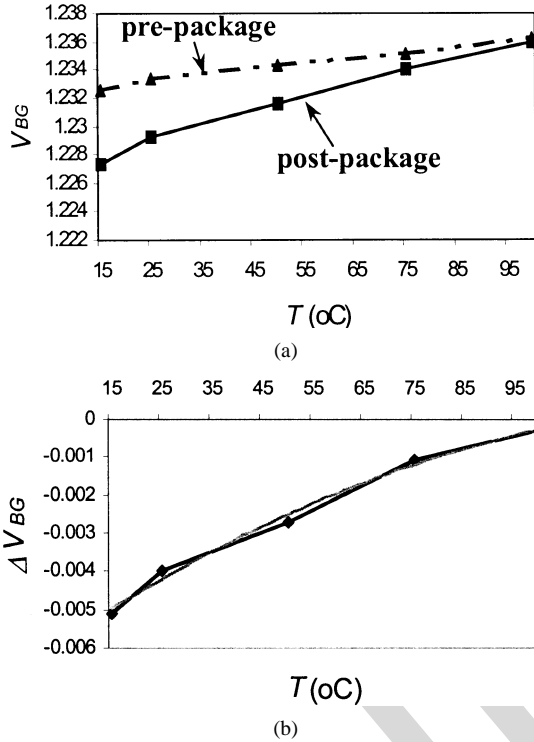 1.238
1.236
1.234
1.232
1.23
1.228
1.226
1.224
1.222
VBG
pre-package
post-package
15 25 35 45 55 65 75 85 95
T (oC)
(a)
15 25 35 45 55 65 75 85 95
0
-0.001
-0.002
-0.003
-0.004
-0.005
-0.006
Δ VBG
T (oC)
(b)